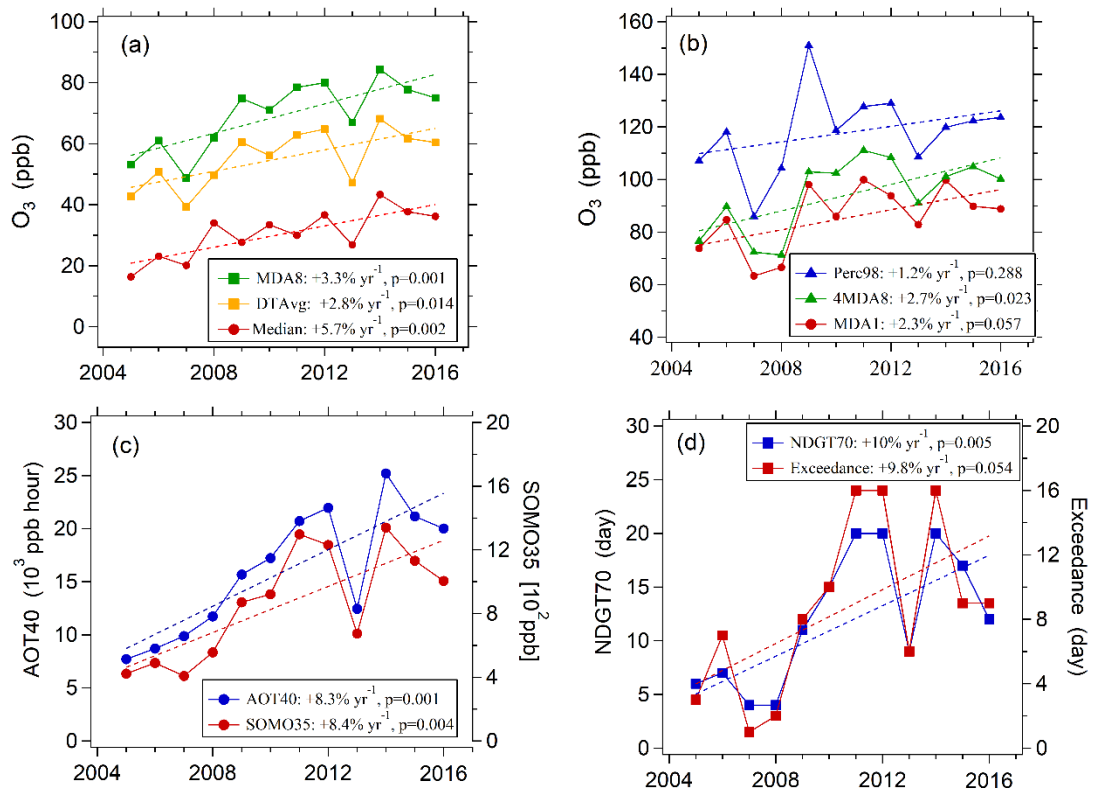 (a)
O3 (ppb)
100
80
60
40
20
0
MDA8: +3.3% yr-1, p=0.001
DTAvg: +2.8% yr-1, p=0.014
Median: +5.7% yr-1, p=0.002
2004 2008 2012 2016
(b)
O3 (ppb)
160
140
120
100
80
60
40
Perc98: +1.2% yr-1, p=0.288
4MDA8: +2.7% yr-1, p=0.023
MDA1: +2.3% yr-1, p=0.057
2004 2008 2012 2016
(c)
AOT40 (10^3 ppb hour)
30
25
20
15
10
5
0
AOT40: +8.3% yr-1, p=0.001
SOMO35: +8.4% yr-1, p=0.004
20
16
12
8
4
0
SOMO35 [10^2 ppb]
2004 2008 2012 2016
(d)
NDGT70 (day)
30
25
20
15
10
5
0
NDGT70: +10% yr-1, p=0.005
Exceedance: +9.8% yr-1, p=0.054
20
16
12
8
4
0
Exceedance (day)
2004 2008 2012 2016